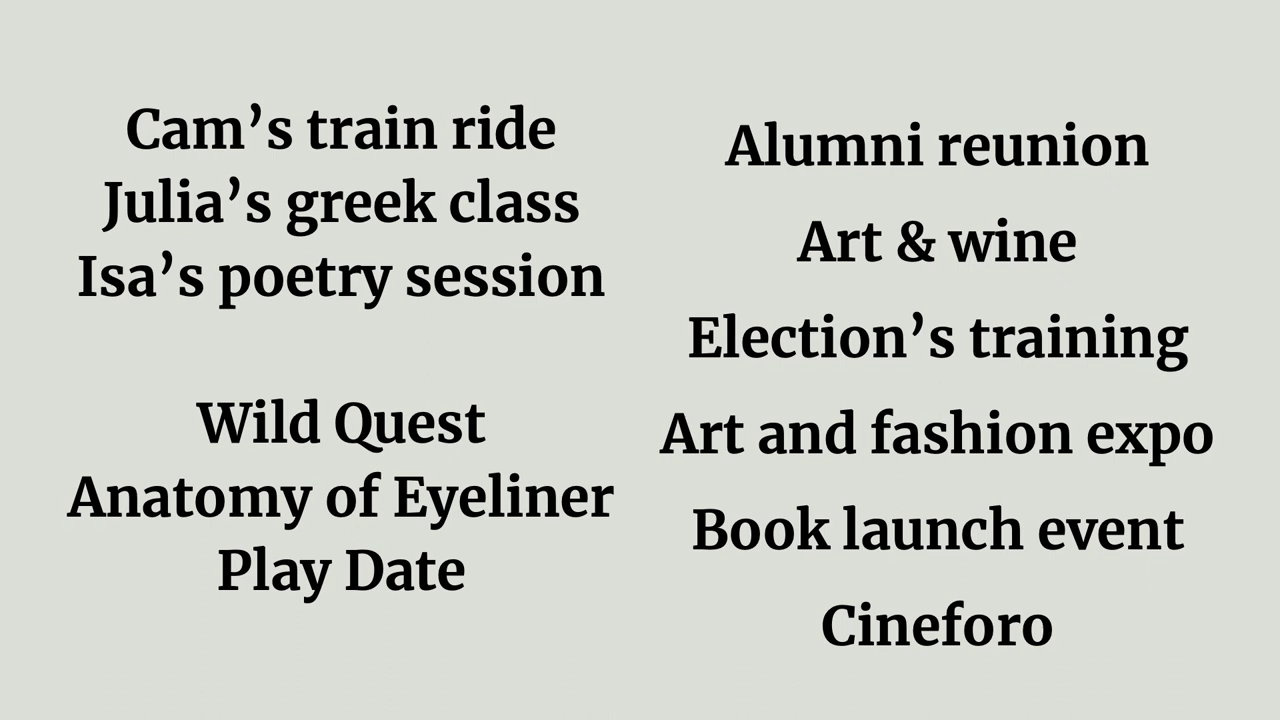 Cam’s train ride
Julia’s greek class
Isa’s poetry session
Wild Quest
Anatomy of Eyeliner
Play Date
Alumni reunion
Art & wine
Election’s training
Art and fashion expo
Book launch event
Cineforo